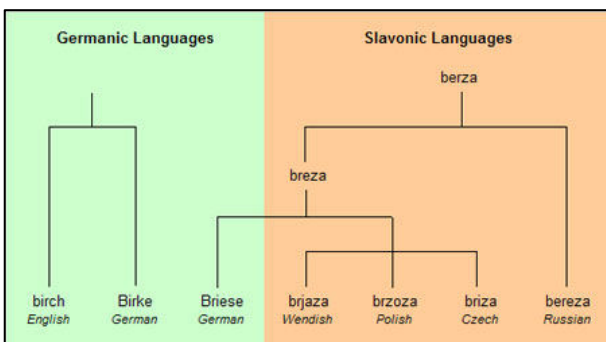 Germanic Languages Slavonic Languages
berza
breza
birch Birke Briese brjaza brzoza briza bereza
English German German Wendish Polish Czech Russian